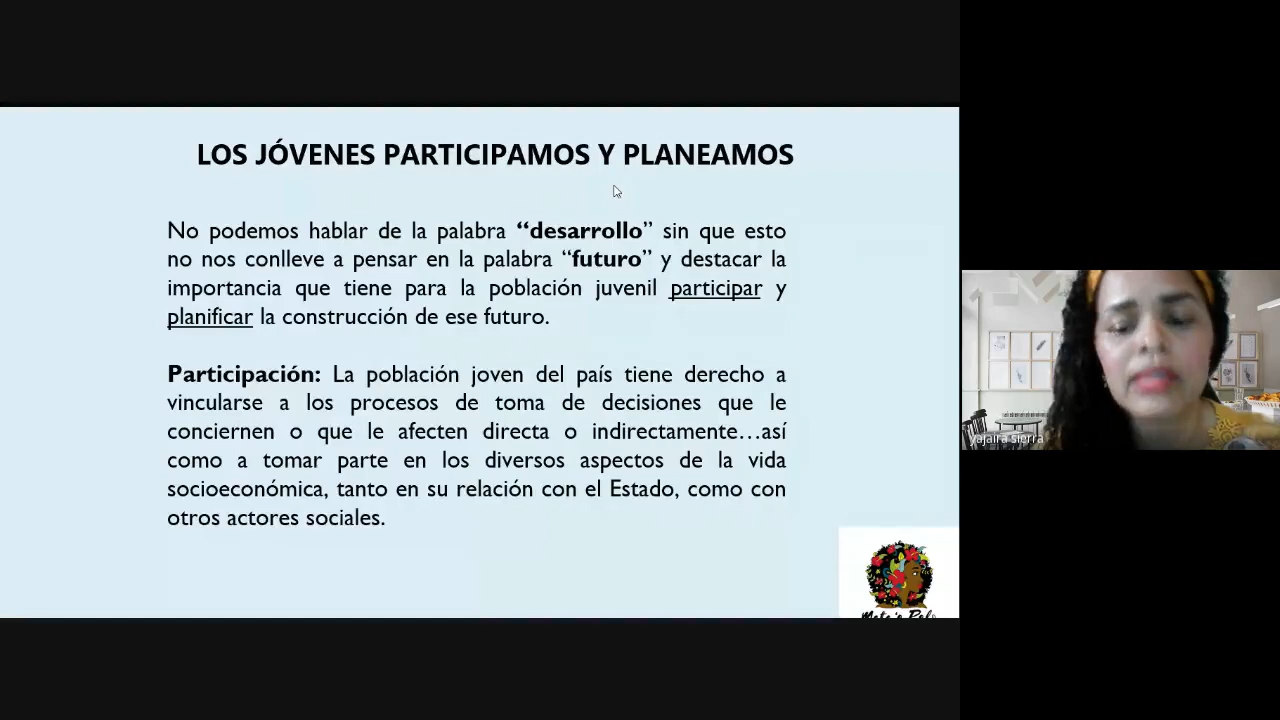 LOS JÓVENES PARTICIPAMOS Y PLANEAMOS
No podemos hablar de la palabra “desarrollo” sin que esto
no nos conlleve a pensar en la palabra “futuro” y destacar la
importancia que tiene para la población juvenil participar y
planificar la construcción de ese futuro.
Participación: La población joven del país tiene derecho a
vincularse a los procesos de toma de decisiones que le
conciernen o que le afecten directa o indirectamente…así
como a tomar parte en los diversos aspectos de la vida
socioeconómica, tanto en su relación con el Estado, como con
otros actores sociales.
yajaira sierra